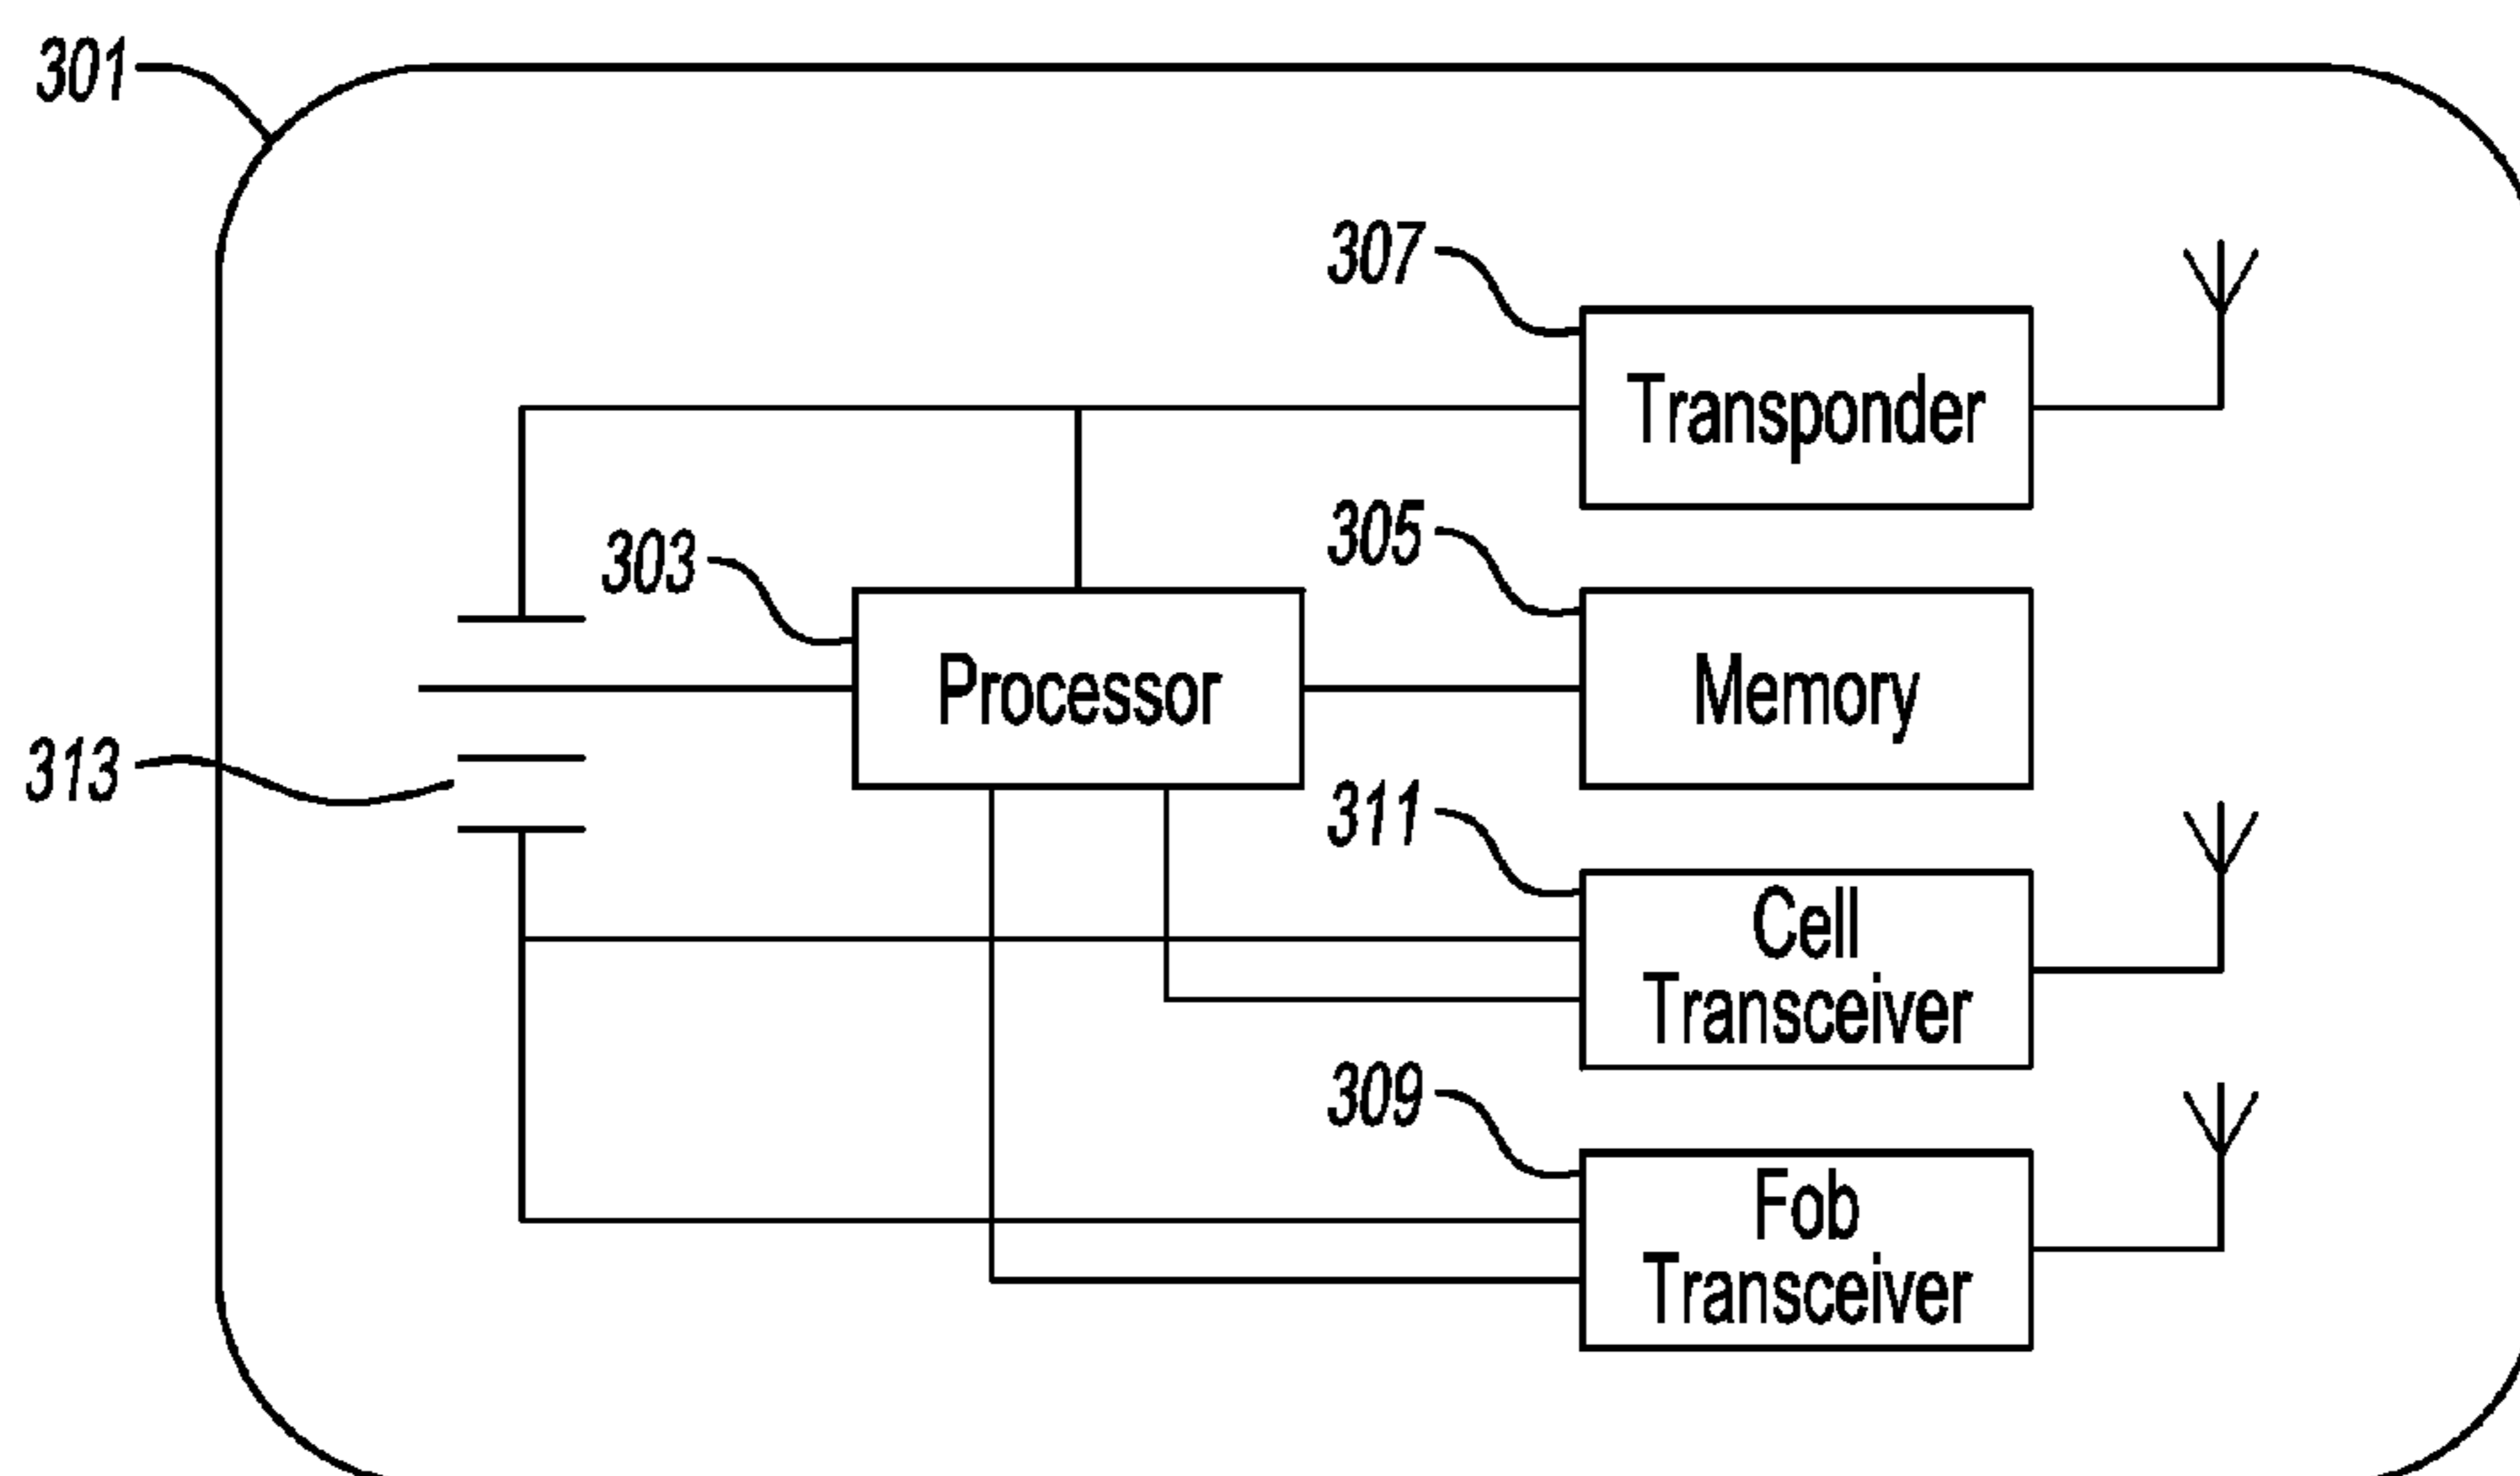 301
307
Transponder
305
303
Processor
Memory
313
311
Cell
Transceiver
309
Fob
Transceiver